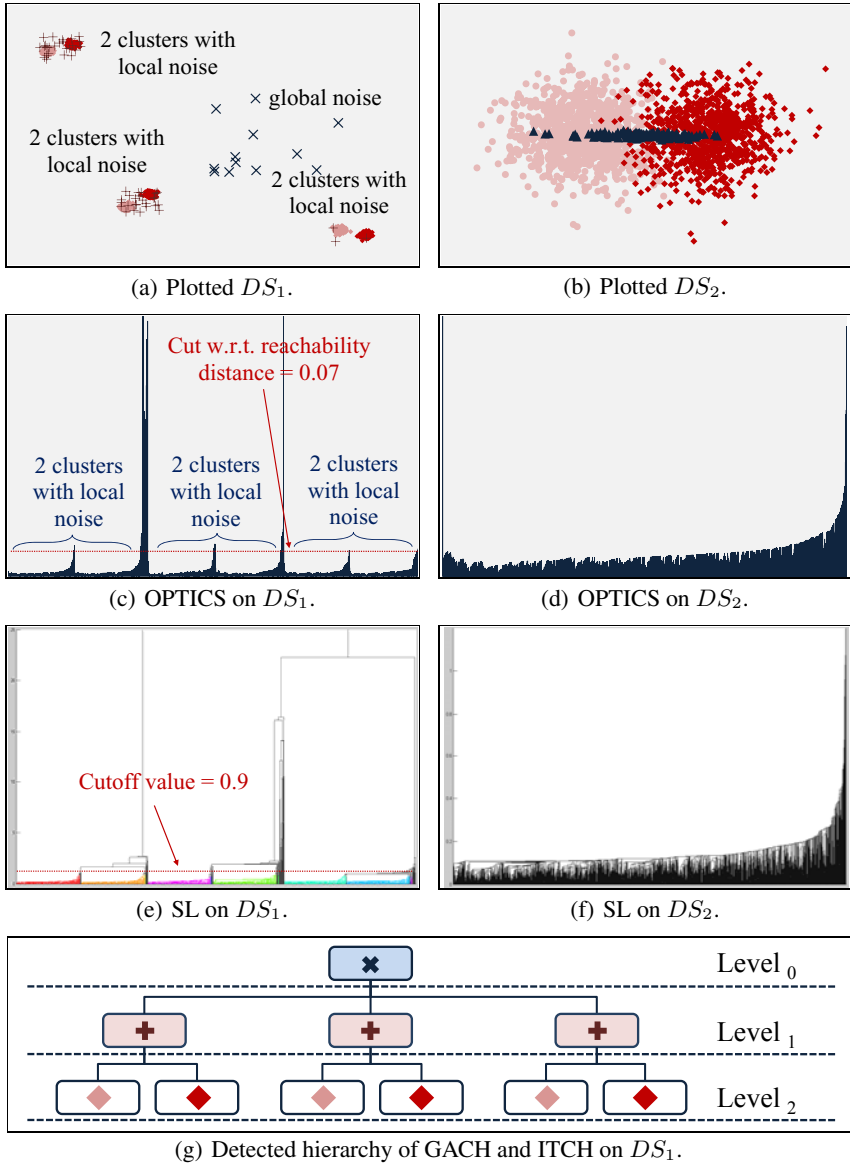 2 clusters with
local noise
global noise
2 clusters with
local noise
2 clusters with
local noise
(a) Plotted DS₁.
(b) Plotted DS₂.
Cut w.r.t. reachability
distance = 0.07
2 clusters
with local
noise
2 clusters
with local
noise
2 clusters
with local
noise
(c) OPTICS on DS₁.
(d) OPTICS on DS₂.
Cutoff value = 0.9
(e) SL on DS₁.
(f) SL on DS₂.
Level ₀
Level ₁
Level ₂
(g) Detected hierarchy of GACH and ITCH on DS₁.